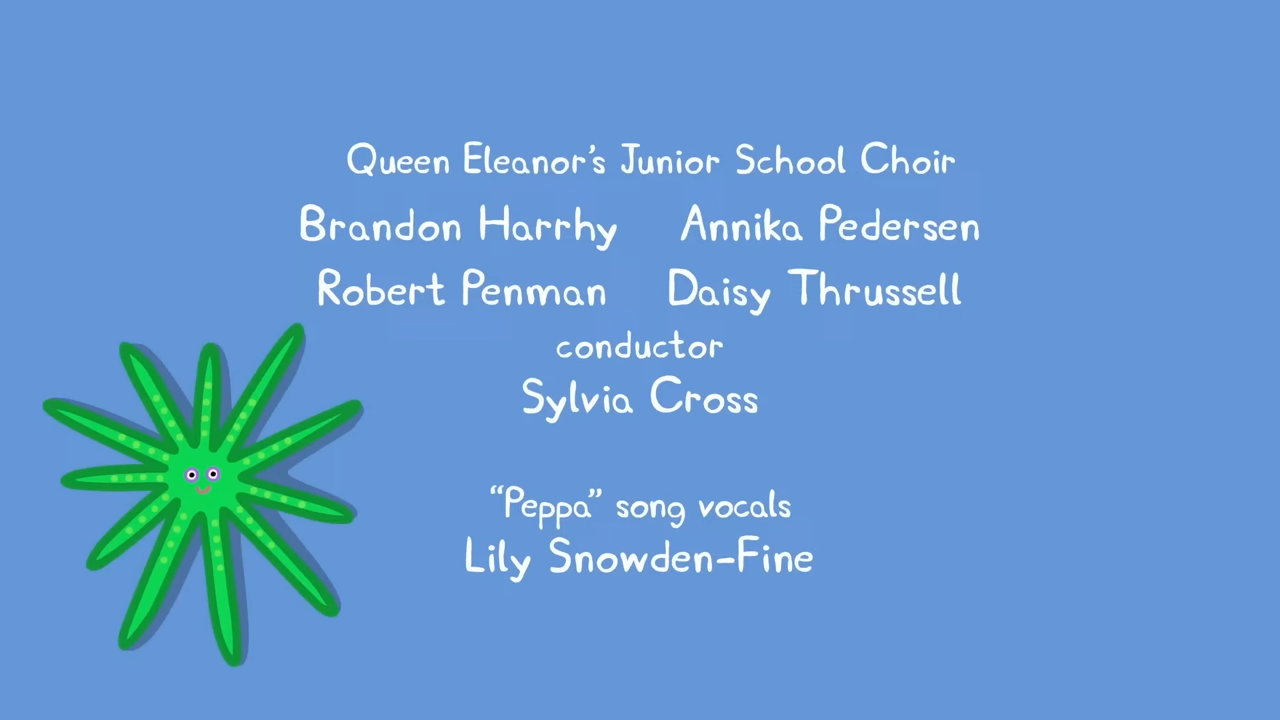 Queen Eleanor's Junior School Choir
Brandon Harrhy Annika Pedersen
Robert Penman Daisy Thrussell
conductor
Sylvia Cross
“Peppa” song vocals
Lily Snowden-Fine